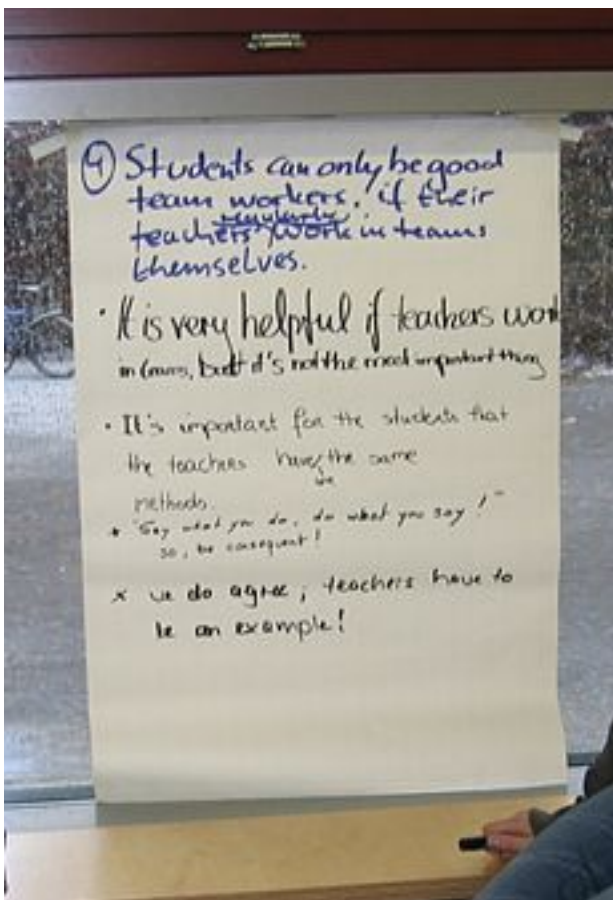 ④ Students can only be good
team workers, if their
regularly
teachers work in teams
themselves.
• It is very helpful if teachers work
in teams, but it's not the most important thing
• It's important for the students that
the teachers have the same
methods.
* "Say what you do, do what you say!"
so, be consequent!
x we do agree, teachers have to
be an example!